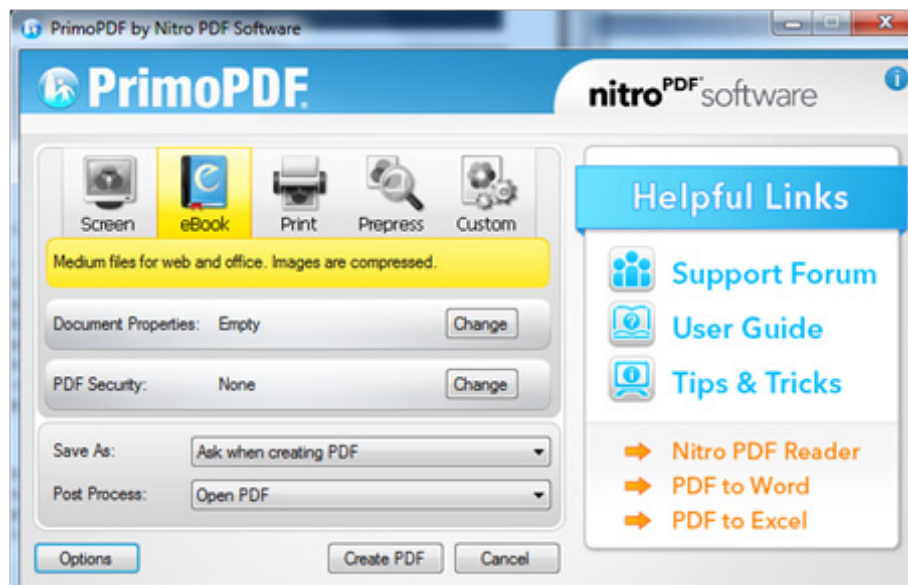 PrimoPDF by Nitro PDF Software
PrimoPDF®
nitroPDF® software
Screen
eBook
Print
Prepress
Custom
Medium files for web and office. Images are compressed.
Document Properties: Empty Change
PDF Security: None Change
Save As: Ask when creating PDF
Post Process: Open PDF
Options Create PDF Cancel
Helpful Links
Support Forum
User Guide
Tips & Tricks
Nitro PDF Reader
PDF to Word
PDF to Excel